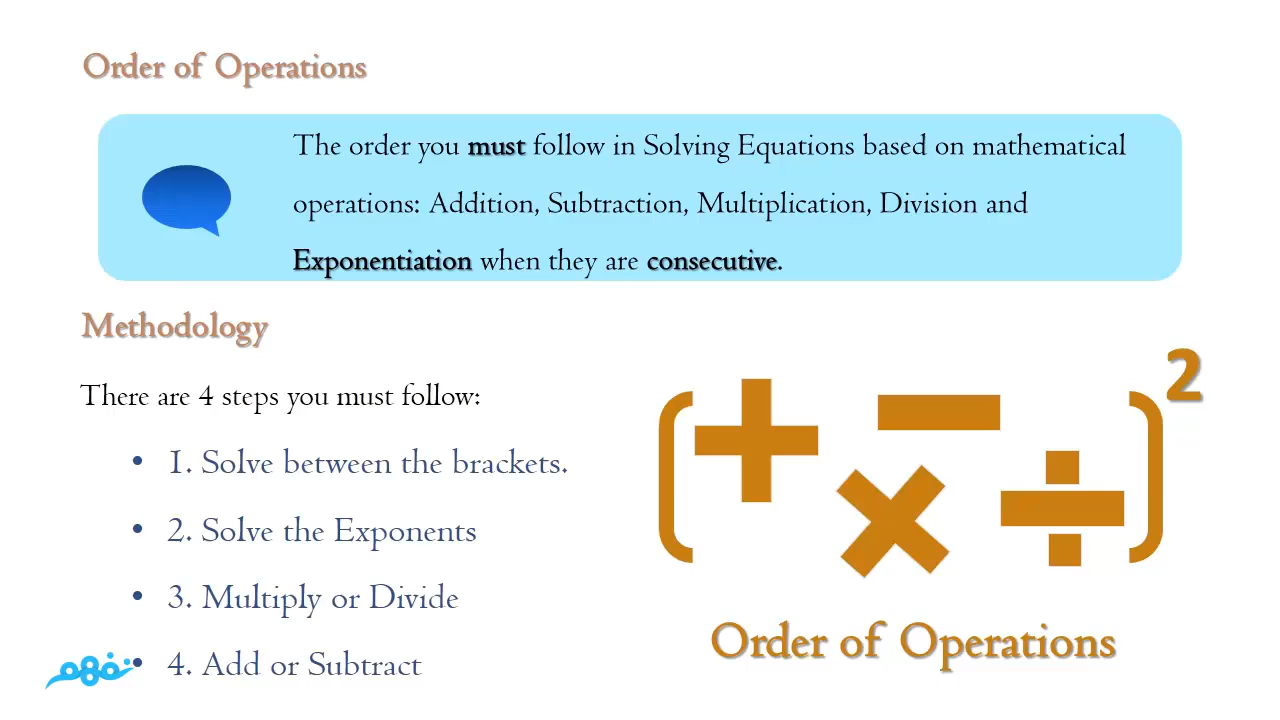 Order of Operations
The order you must follow in Solving Equations based on mathematical
operations: Addition, Subtraction, Multiplication, Division and
Exponentiation when they are consecutive.
Methodology
There are 4 steps you must follow:
• 1. Solve between the brackets.
• 2. Solve the Exponents
• 3. Multiply or Divide
• 4. Add or Subtract
(+ − × ÷)²
Order of Operations
نفهم